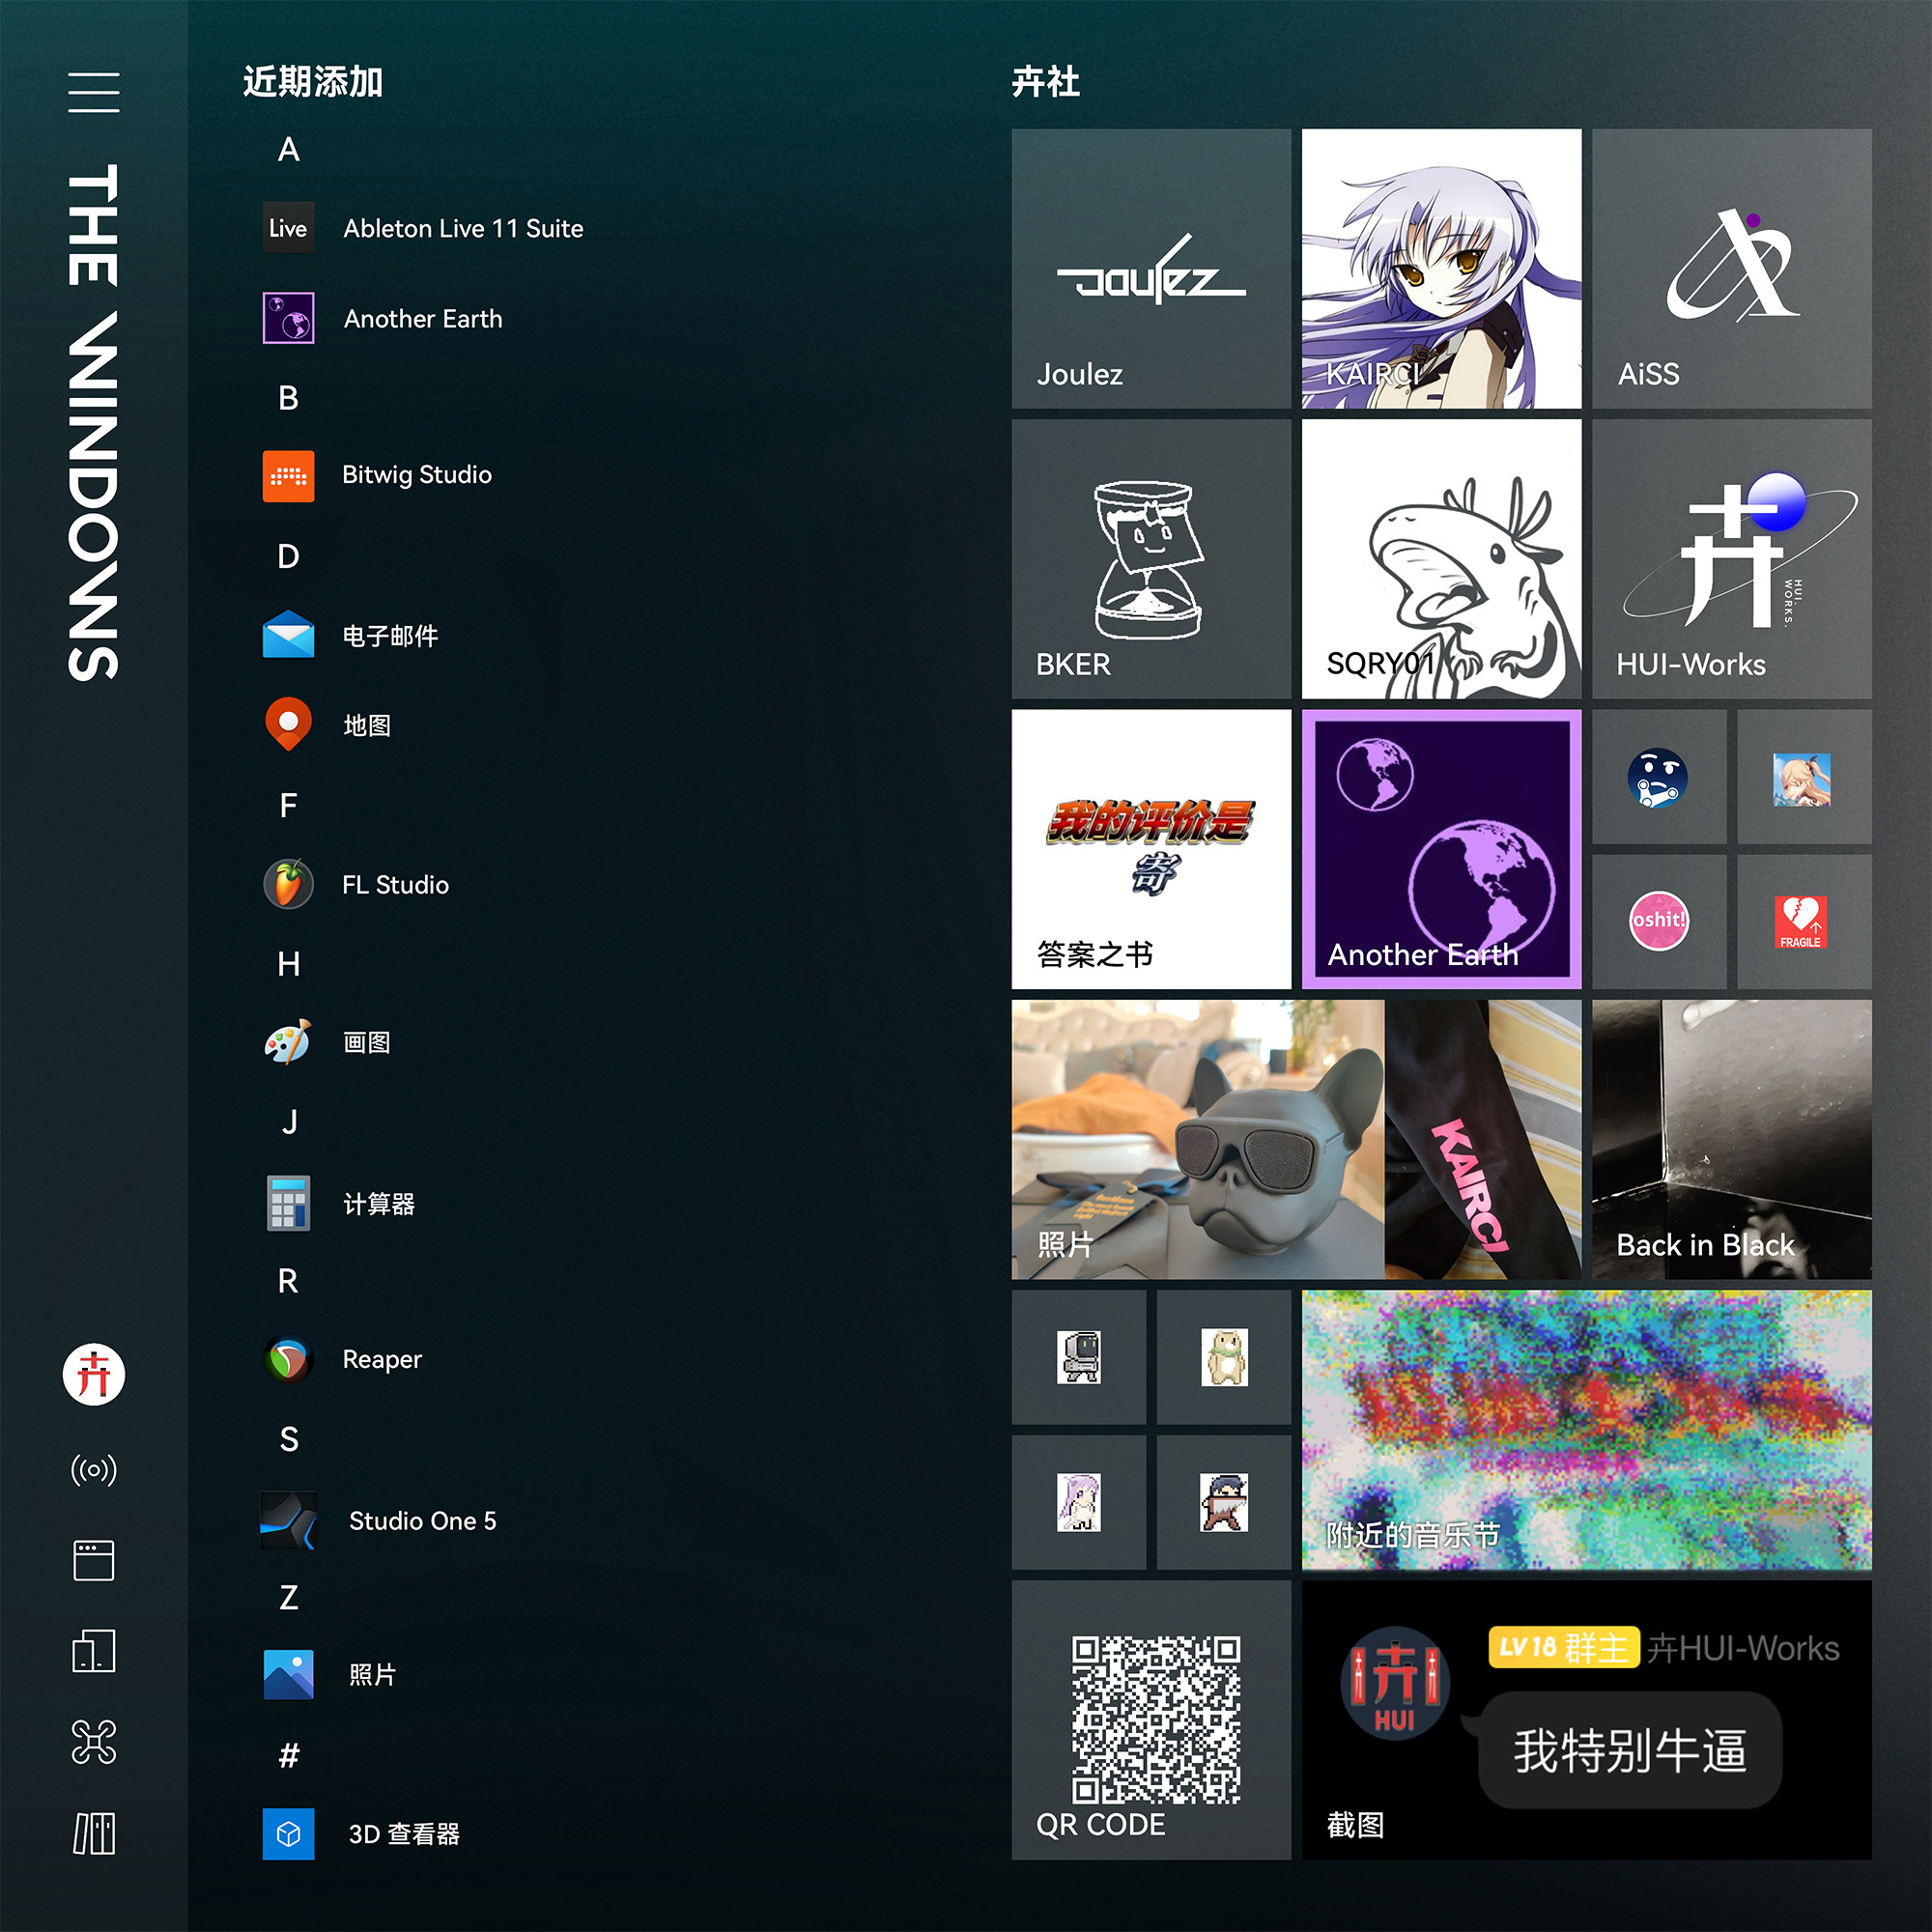 THE WINDOWS
近期添加
A
Live
Ableton Live 11 Suite
Another Earth
B
Bitwig Studio
D
电子邮件
地图
F
FL Studio
H
画图
J
计算器
R
Reaper
S
Studio One 5
Z
照片
#
3D 查看器
卉社
Joulez
Joulez
KAIRCI
AiSS
BKER
SQRY01
卉
HUI.
WORKS.
HUI-Works
我的评价是
寄
答案之书
Another Earth
oshit!
FRAGILE
照片
KAIRCI
Back in Black
附近的音乐节
QR CODE
卉
HUI
LV18 群主 卉HUI-Works
我特别牛逼
截图
卉